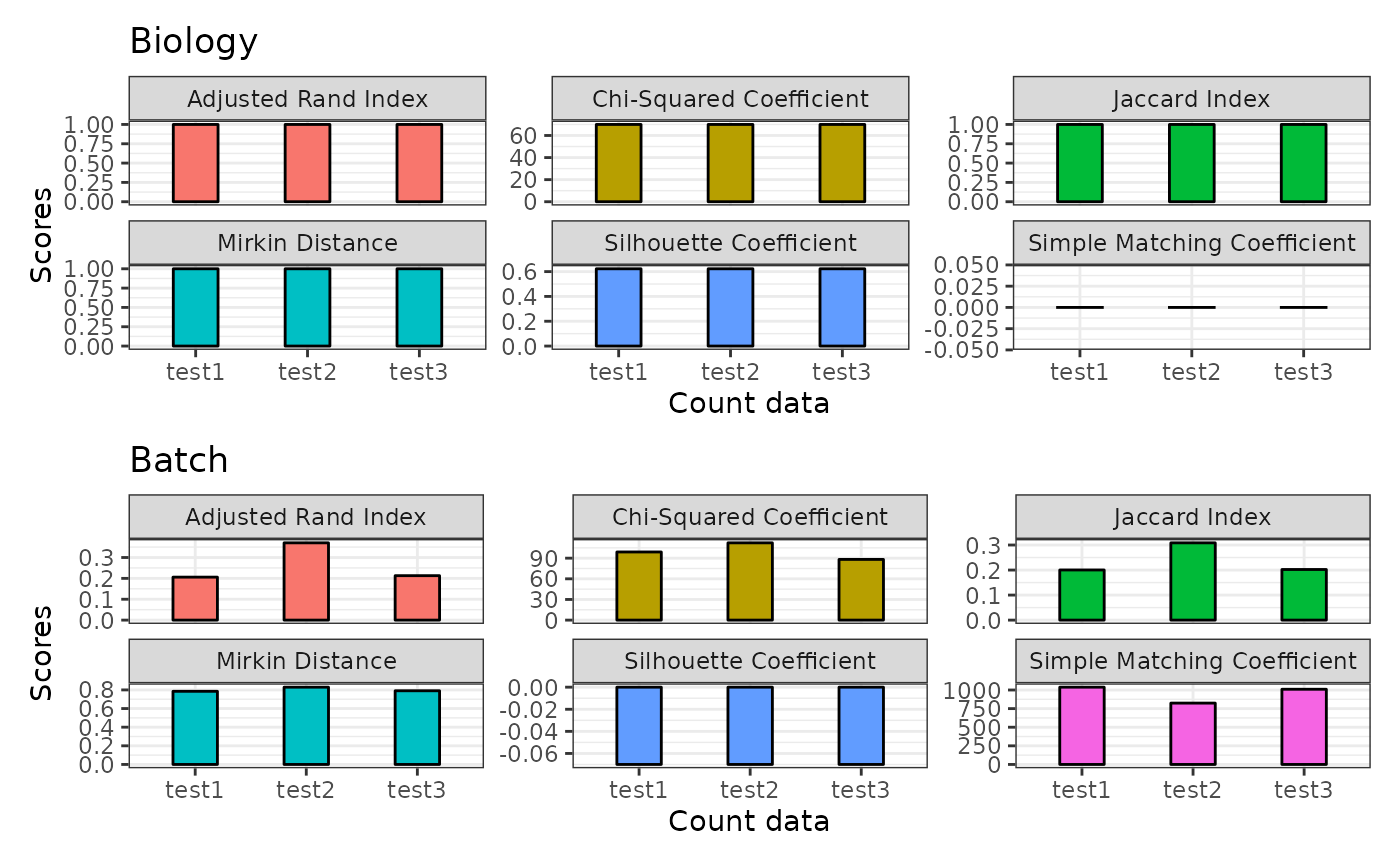 Biology
Adjusted Rand Index
Chi-Squared Coefficient
Jaccard Index
1.00
0.75
0.50
0.25
0.00
60
40
20
0
1.00
0.75
0.50
0.25
0.00
Scores
Mirkin Distance
Silhouette Coefficient
Simple Matching Coefficient
1.00
0.75
0.50
0.25
0.00
0.6
0.4
0.2
0.0
0.050
0.025
0.000
-0.025
-0.050
test1 test2 test3
test1 test2 test3
test1 test2 test3
Count data
Batch
Adjusted Rand Index
Chi-Squared Coefficient
Jaccard Index
0.3
0.2
0.1
0.0
90
60
30
0
0.3
0.2
0.1
0.0
Scores
Mirkin Distance
Silhouette Coefficient
Simple Matching Coefficient
0.8
0.6
0.4
0.2
0.0
0.00
-0.02
-0.04
-0.06
1000
750
500
250
0
test1 test2 test3
test1 test2 test3
test1 test2 test3
Count data